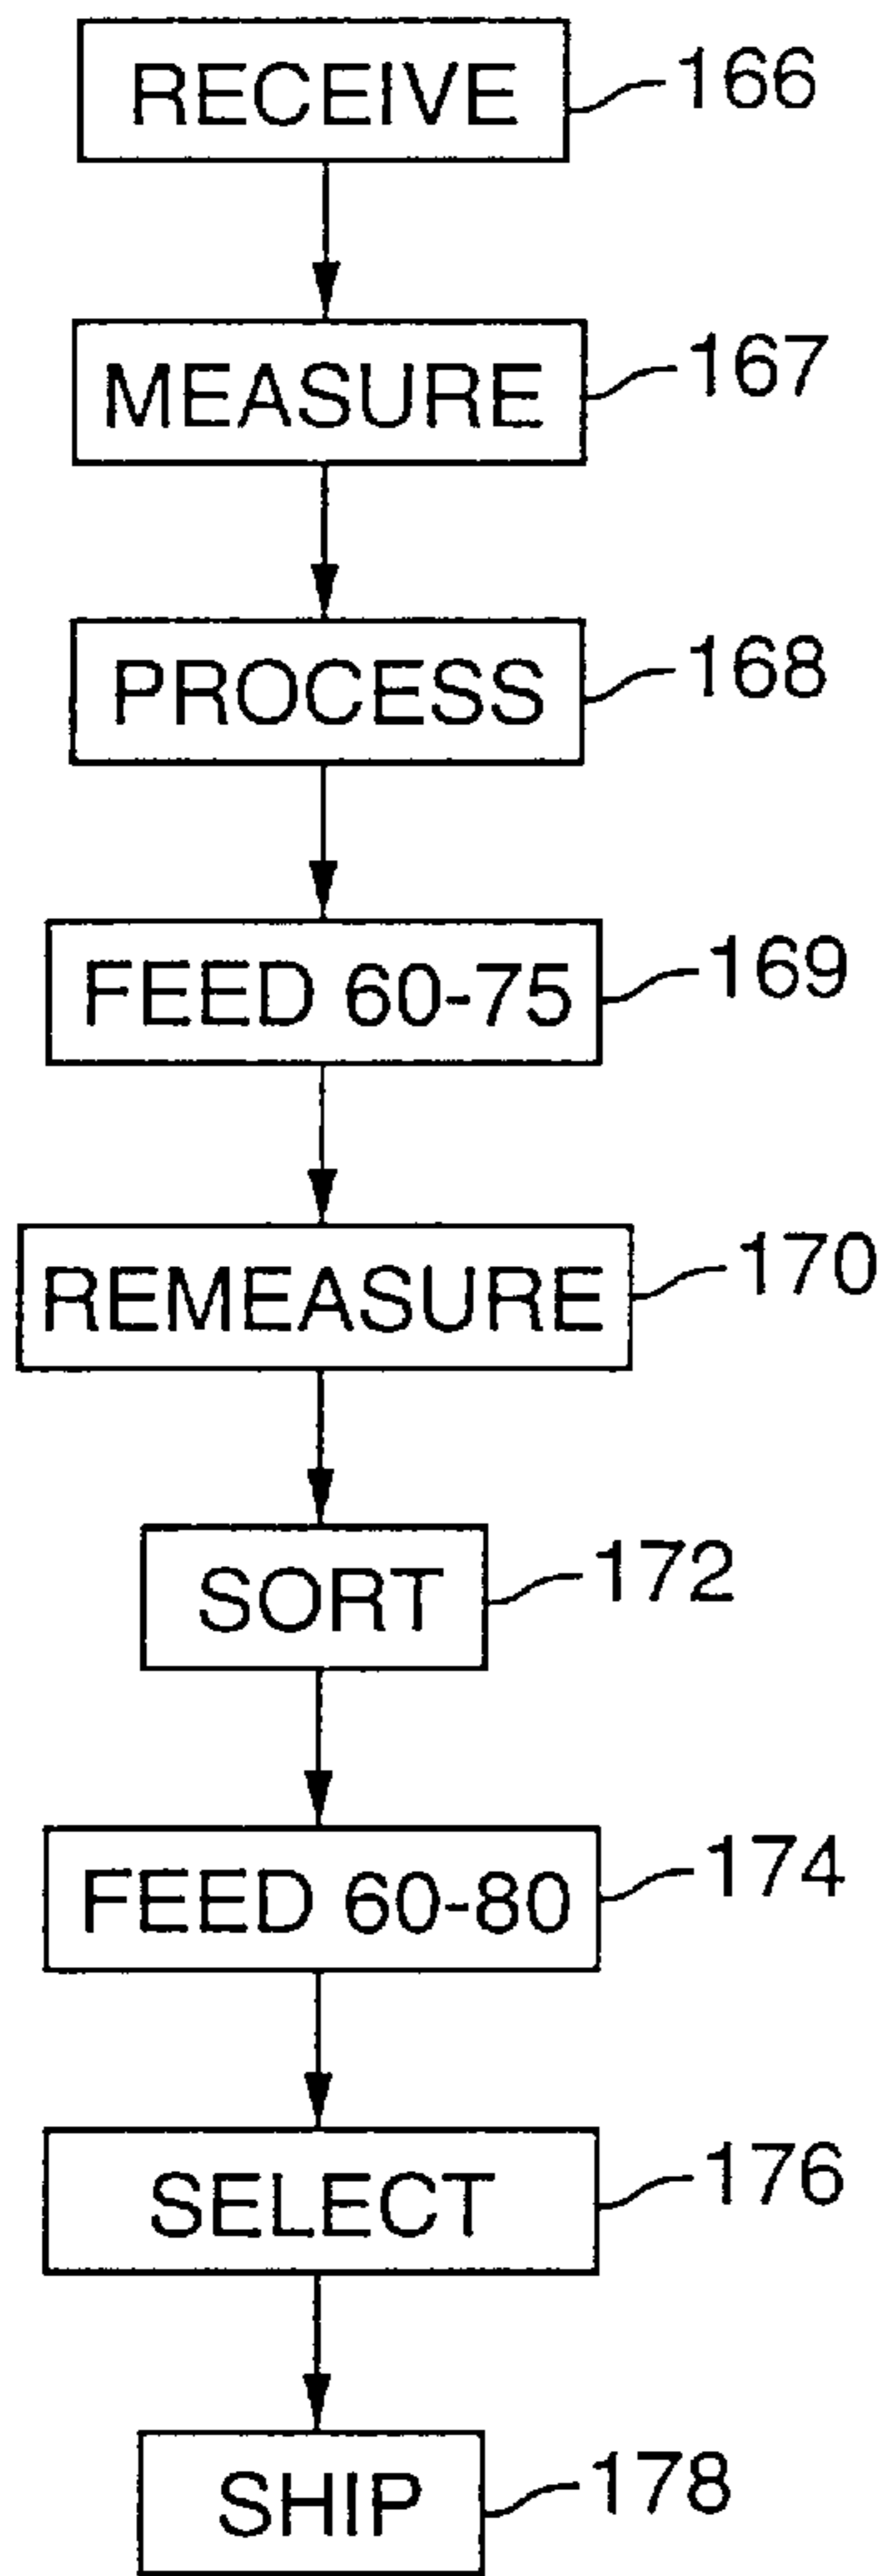 RECEIVE 166
MEASURE 167
PROCESS 168
FEED 60-75 169
REMEASURE 170
SORT 172
FEED 60-80 174
SELECT 176
SHIP 178